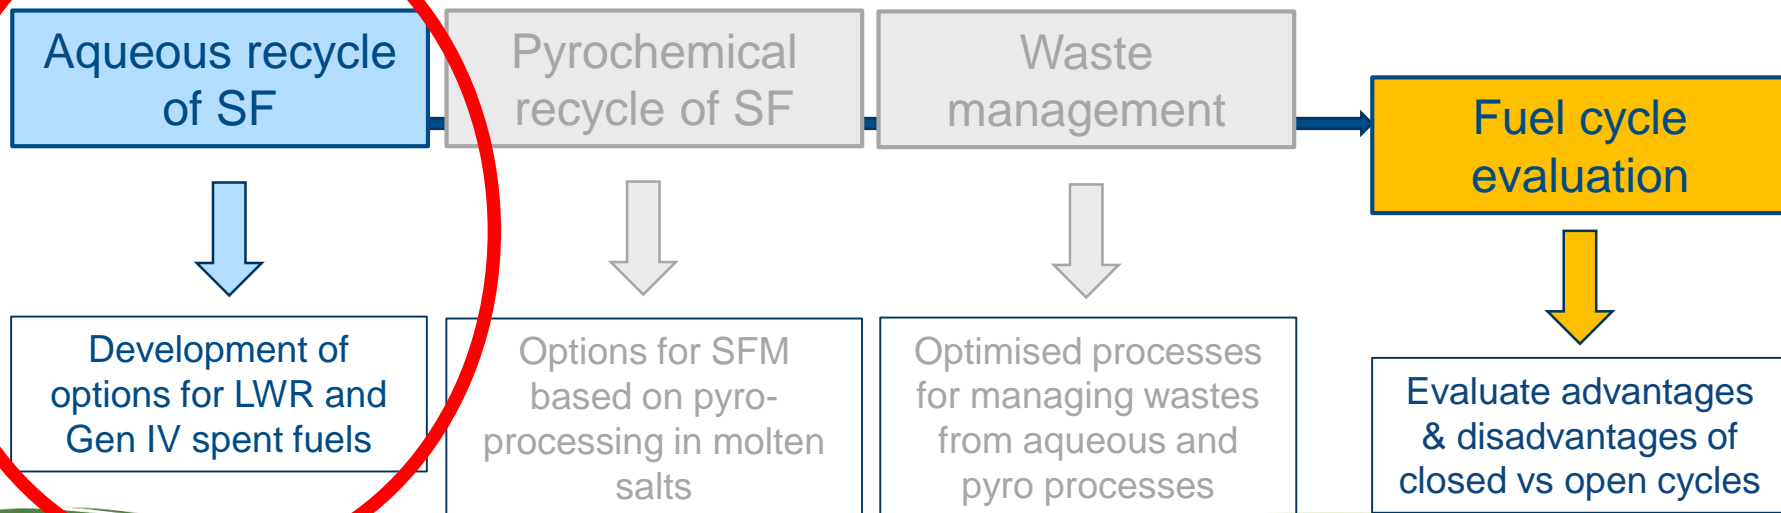 Aqueous recycle
of SF
Pyrochemical
recycle of SF
Waste
management
Fuel cycle
evaluation
Development of
options for LWR and
Gen IV spent fuels
Options for SFM
based on pyro-
processing in molten
salts
Optimised processes
for managing wastes
from aqueous and
pyro processes
Evaluate advantages
& disadvantages of
closed vs open cycles